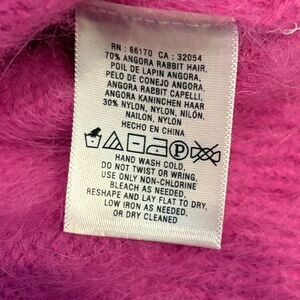 RN : 66170 CA : 32054
70% ANGORA RABBIT HAIR,
POIL DE LAPIN ANGORA,
PELO DE CONEJO ANGORA,
ANGORA RABBIT CAPELLI,
ANGORA KANINCHEN HAAR
30% NYLON, NYLON, NILÓN,
NAILON, NYLON
HECHO EN CHINA
P
HAND WASH COLD.
DO NOT TWIST OR WRING.
USE ONLY NON-CHLORINE
BLEACH AS NEEDED.
RESHAPE AND LAY FLAT TO DRY.
LOW IRON AS NEEDED,
OR DRY CLEANED